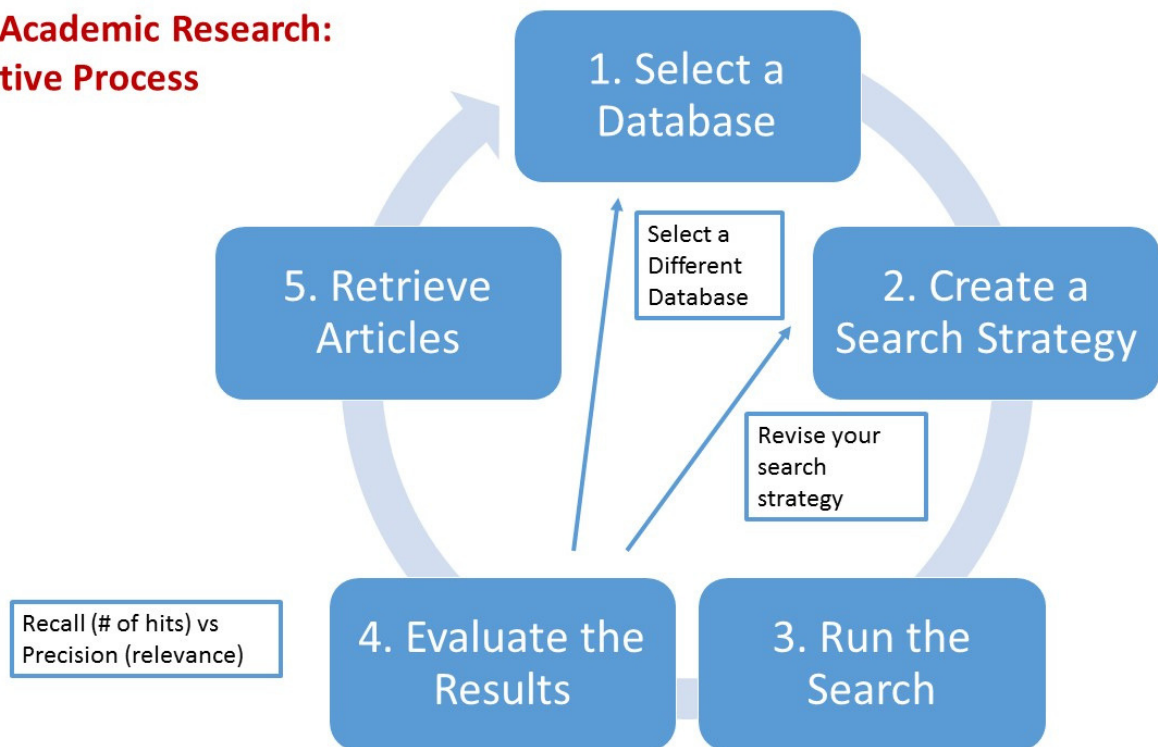 Academic Research:
tive Process
1. Select a
Database
Select a
Different
Database
2. Create a
Search Strategy
Revise your
search
strategy
3. Run the
Search
4. Evaluate the
Results
Recall (# of hits) vs
Precision (relevance)
5. Retrieve
Articles